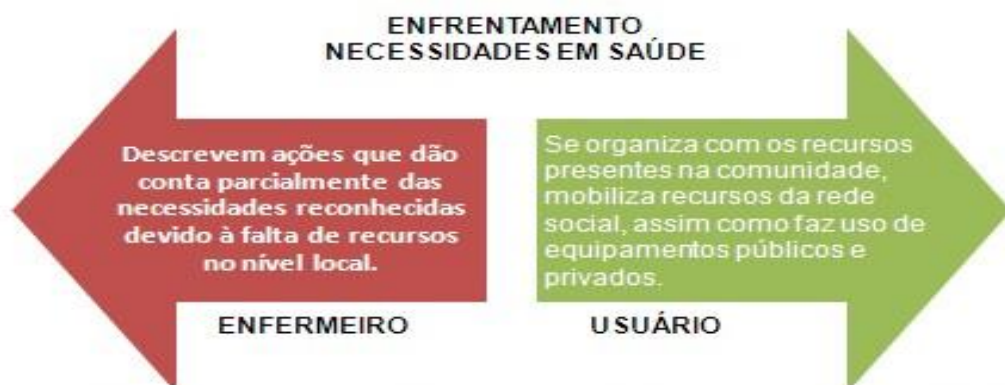 ENFRENTAMENTO
NECESSIDADES EM SAÚDE
Descrevem ações que dão
conta parcialmente das
necessidades reconhecidas
devido à falta de recursos
no nível local.
Se organiza com os recursos
presentes na comunidade,
mobiliza recursos da rede
social, assim como faz uso de
equipamentos públicos e
privados.
ENFERMEIRO
USUÁRIO